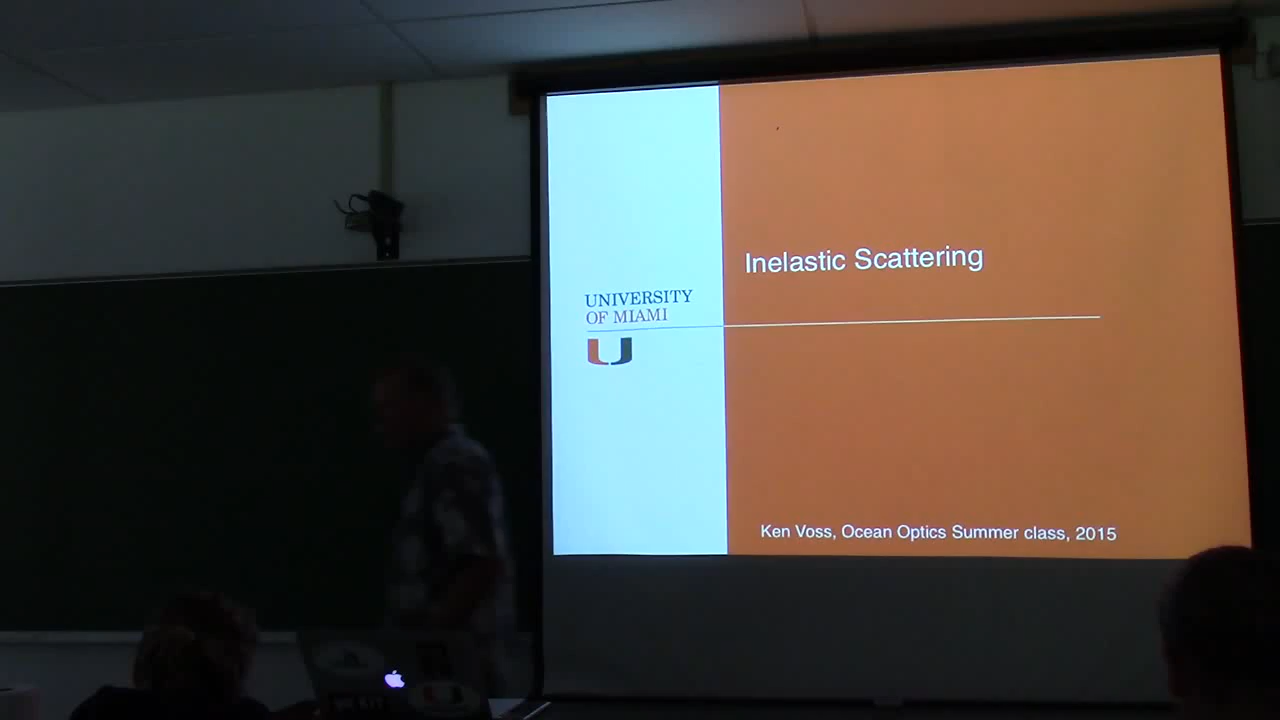 Inelastic Scattering
UNIVERSITY
OF MIAMI
Ken Voss, Ocean Optics Summer class, 2015